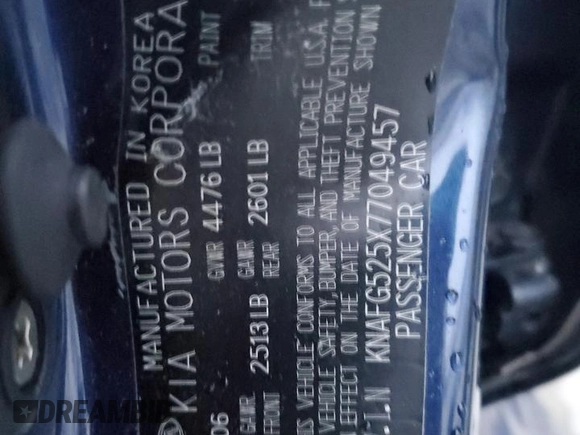 MANUFACTURED IN KOREA
KIA MOTORS CORPORA
06 GVWR 4476 LB PAINT
GAWR 2513 LB GAWR 2601 LB TRIM
FRONT REAR
VEHICLE CONFORMS TO ALL APPLICABLE U.S.A. F
VEHICLE SAFETY, BUMPER, AND THEFT PREVENTION S
EFFECT ON THE DATE OF MANUFACTURE SHOWN
KNAFG525X77049457
PASSENGER CAR
DREAMBID